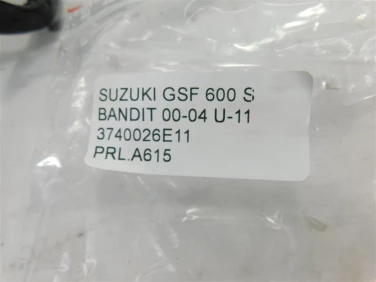 SUZUKI GSF 600 S
BANDIT 00-04 U-11
3740026E11
PRL.A615